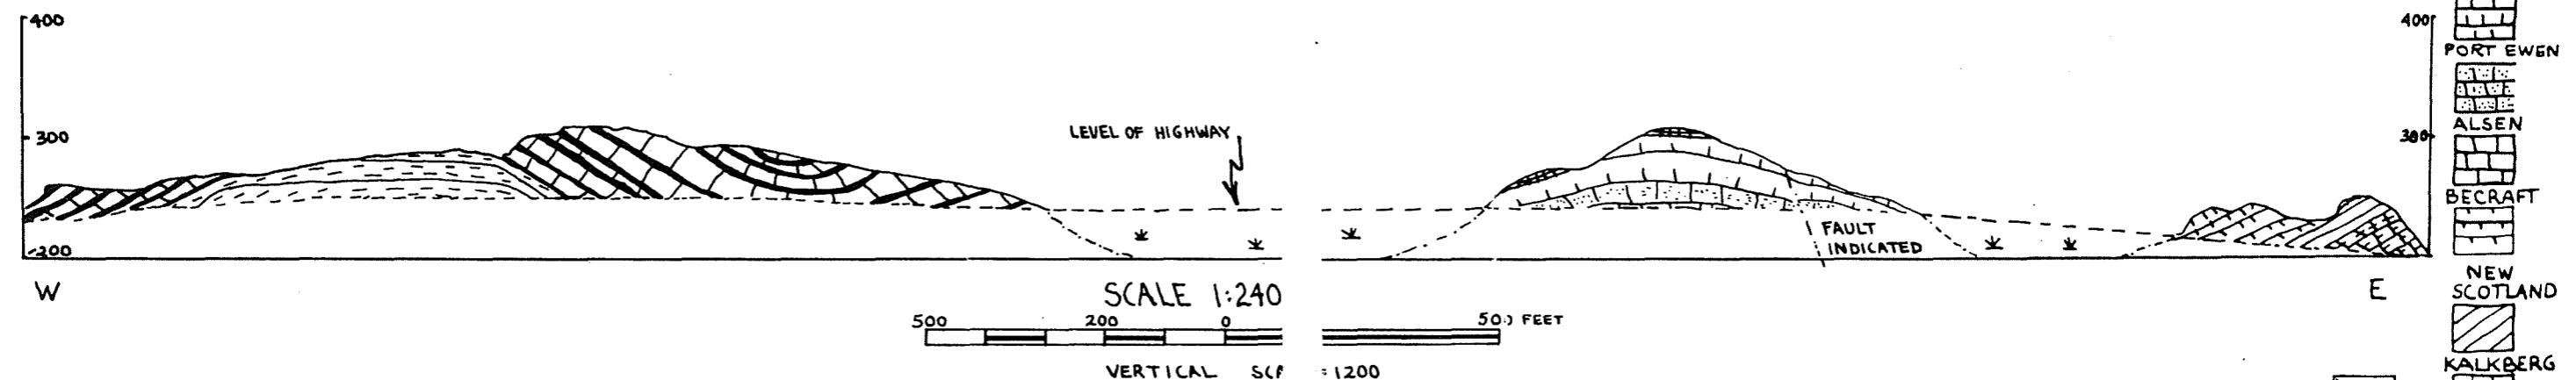 400
300
200
W
LEVEL OF HIGHWAY
FAULT
INDICATED
400
300
E
SCALE 1:240
500 200 0 500 FEET
VERTICAL = 1200
PORT EWEN
ALSEN
BECRAFT
NEW
SCOTLAND
KALKBERG